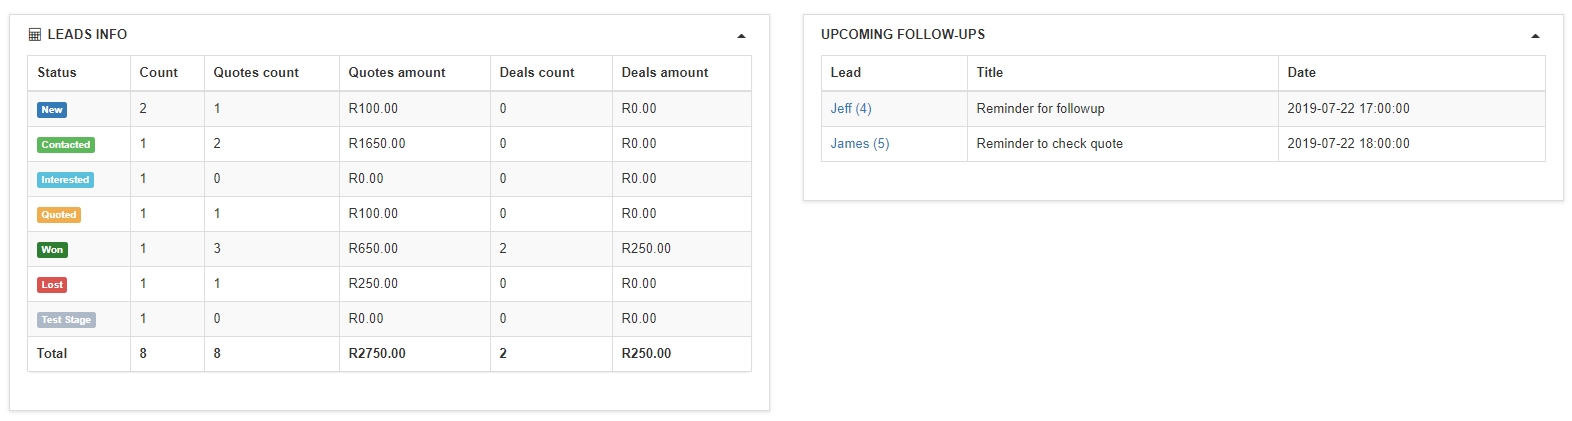 LEADS INFO
Status Count Quotes count Quotes amount Deals count Deals amount
New 2 1 R100.00 0 R0.00
Contacted 1 2 R1650.00 0 R0.00
Interested 1 0 R0.00 0 R0.00
Quoted 1 1 R100.00 0 R0.00
Won 1 3 R650.00 2 R250.00
Lost 1 1 R250.00 0 R0.00
Test Stage 1 0 R0.00 0 R0.00
Total 8 8 R2750.00 2 R250.00
UPCOMING FOLLOW-UPS
Lead Title Date
Jeff (4) Reminder for followup 2019-07-22 17:00:00
James (5) Reminder to check quote 2019-07-22 18:00:00